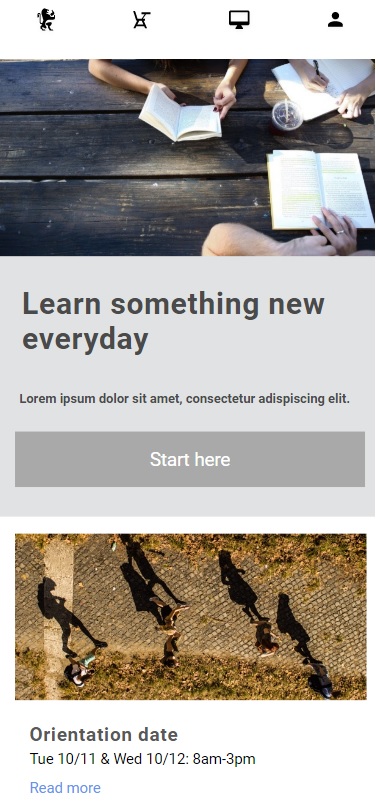 Learn something new
everyday
Lorem ipsum dolor sit amet, consectetur adispiscing elit.
Start here
Orientation date
Tue 10/11 & Wed 10/12: 8am-3pm
Read more